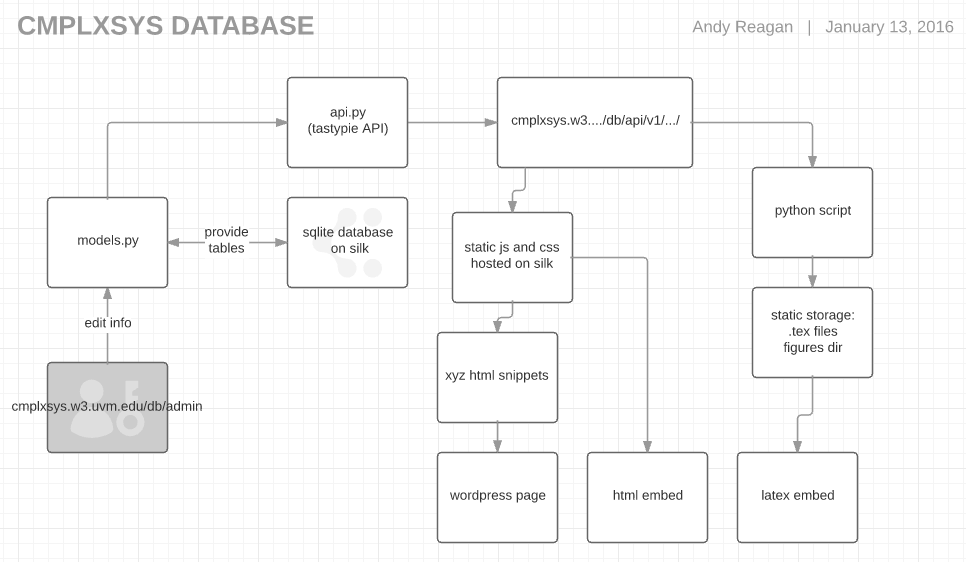 CMPLXSYS DATABASE
Andy Reagan | January 13, 2016
api.py
(tastypie API)
cmplxsys.w3..../db/api/v1/.../
models.py
provide
tables
sqlite database
on silk
static js and css
hosted on silk
python script
edit info
static storage:
.tex files
figures dir
cmplxsys.w3.uvm.edu/db/admin
xyz html snippets
wordpress page
html embed
latex embed